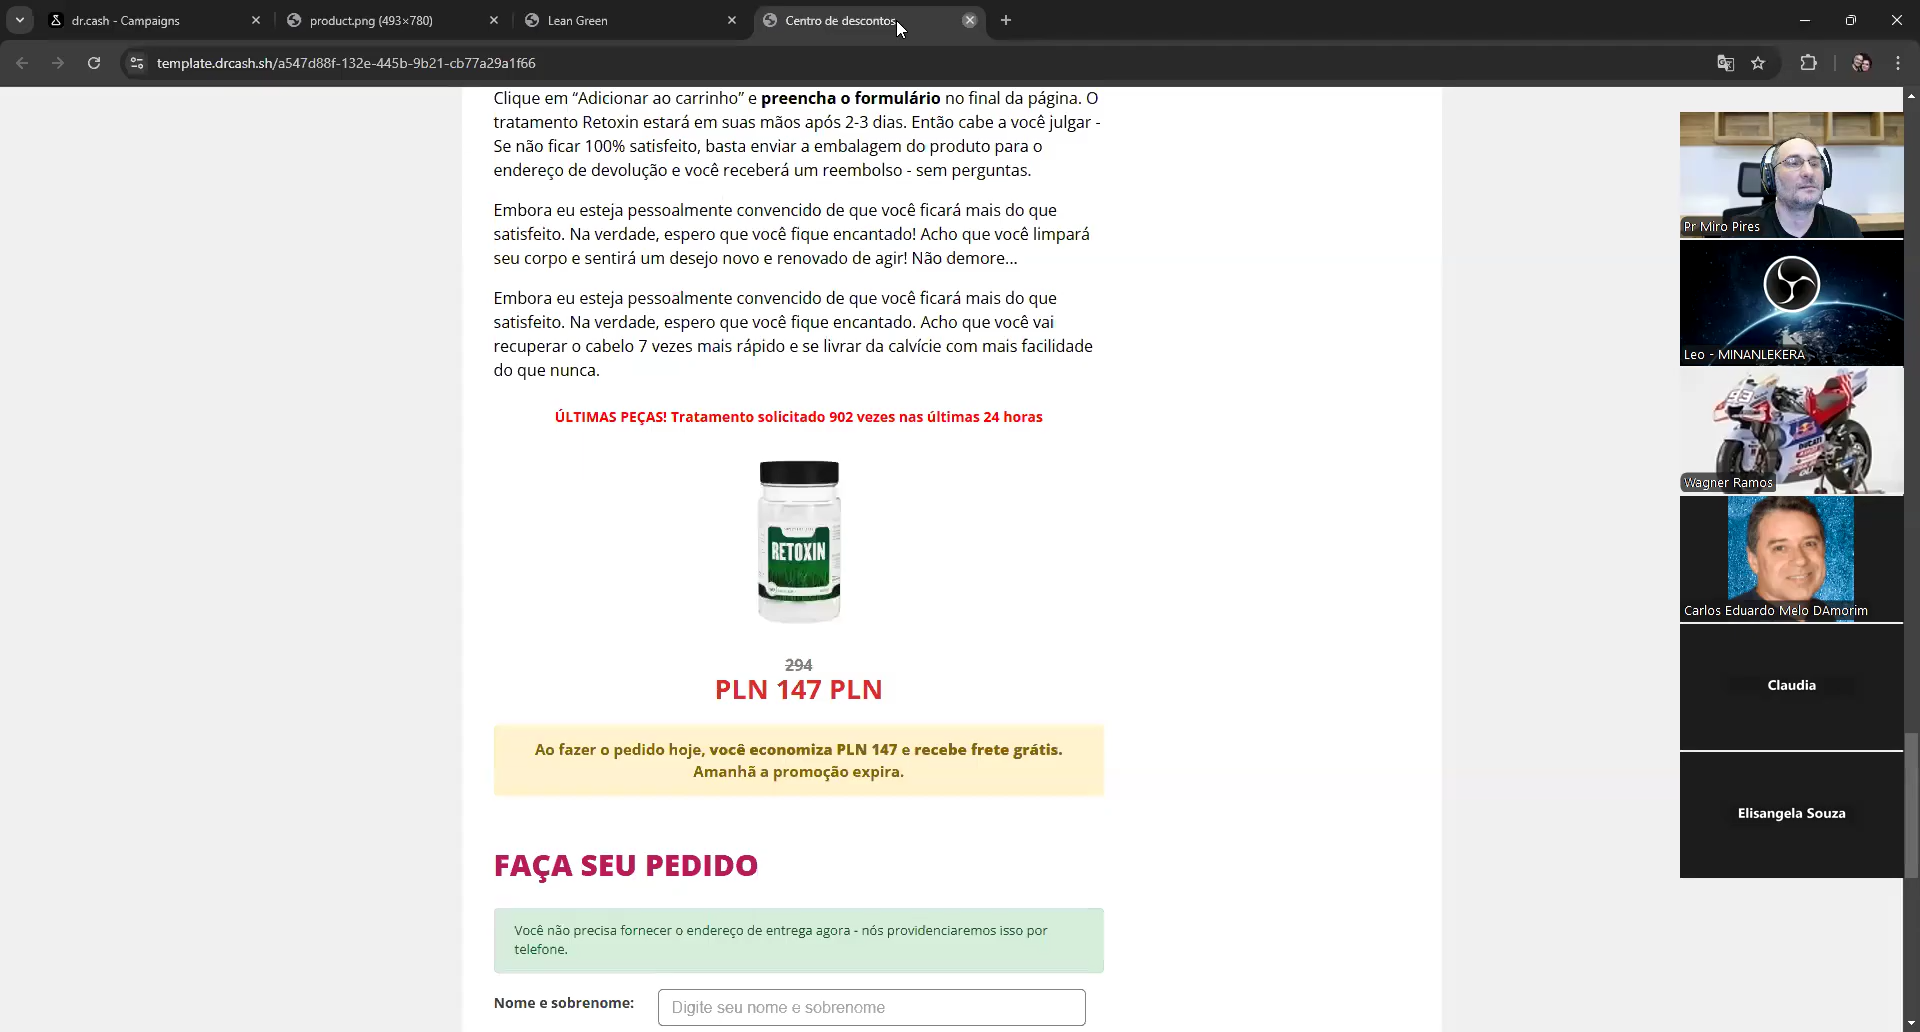 dr.cash - Campaigns
product.png (493×780)
Lean Green
Centro de descontos
template.drcash.sh/a547d88f-132e-445b-9b21-cb77a29a1f66
Clique em “Adicionar ao carrinho” e preencha o formulário no final da página. O
tratamento Retoxin estará em suas mãos após 2-3 dias. Então cabe a você julgar -
Se não ficar 100% satisfeito, basta enviar a embalagem do produto para o
endereço de devolução e você receberá um reembolso - sem perguntas.
Embora eu esteja pessoalmente convencido de que você ficará mais do que
satisfeito. Na verdade, espero que você fique encantado! Acho que você limpará
seu corpo e sentirá um desejo novo e renovado de agir! Não demore...
Embora eu esteja pessoalmente convencido de que você ficará mais do que
satisfeito. Na verdade, espero que você fique encantado. Acho que você vai
recuperar o cabelo 7 vezes mais rápido e se livrar da calvície com mais facilidade
do que nunca.
ÚLTIMAS PEÇAS! Tratamento solicitado 902 vezes nas últimas 24 horas
RETOXIN
294
PLN 147 PLN
Ao fazer o pedido hoje, você economiza PLN 147 e recebe frete grátis.
Amanhã a promoção expira.
FAÇA SEU PEDIDO
Você não precisa fornecer o endereço de entrega agora - nós providenciaremos isso por
telefone.
Nome e sobrenome:
Digite seu nome e sobrenome
Pr Miro Pires
Leo - MINANLEKERA
93
DUCATI
Wagner Ramos
Carlos Eduardo Melo DAmorim
Claudia
Elisangela Souza